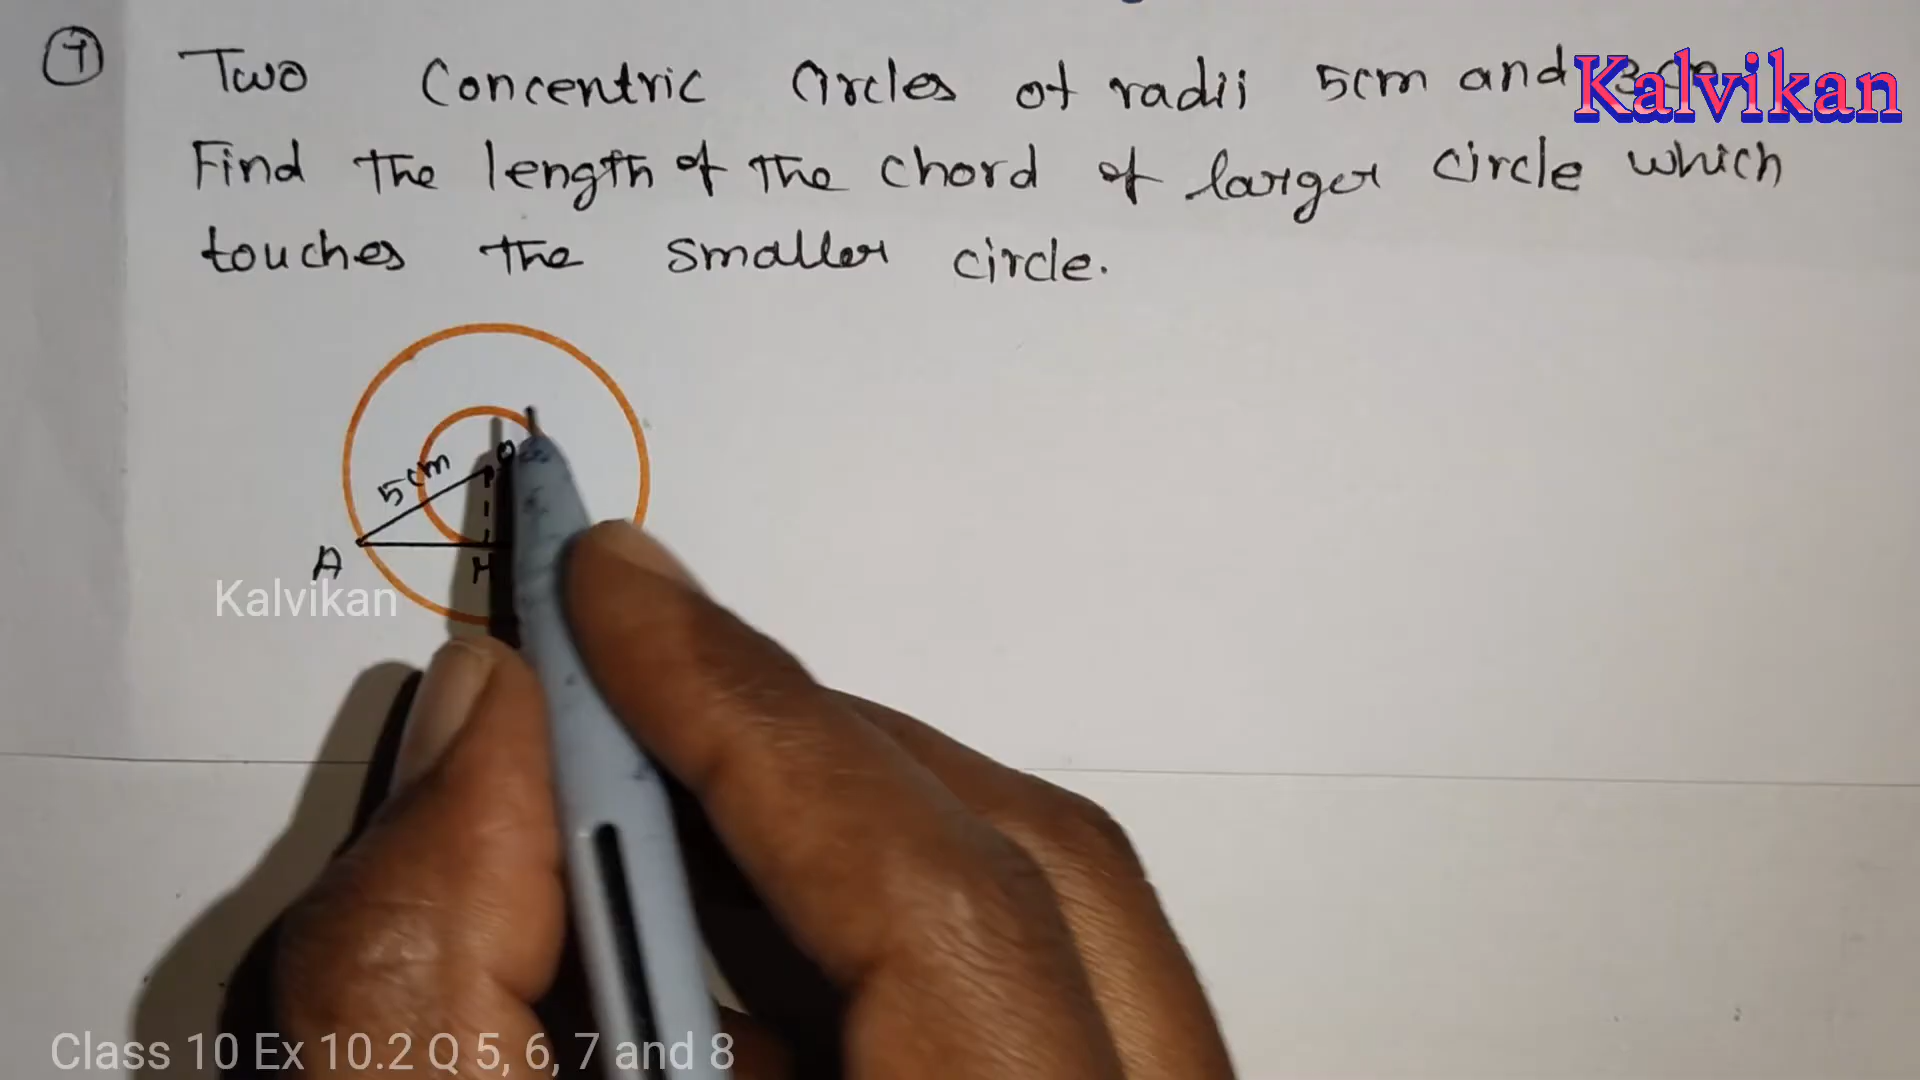 7 Two Concentric Circles of radii 5cm and 3
Kalvikan
Find the length of the chord of larger circle which
touches the smaller circle.
5cm
O
A
M
Kalvikan
Class 10 Ex 10.2 Q 5, 6, 7 and 8